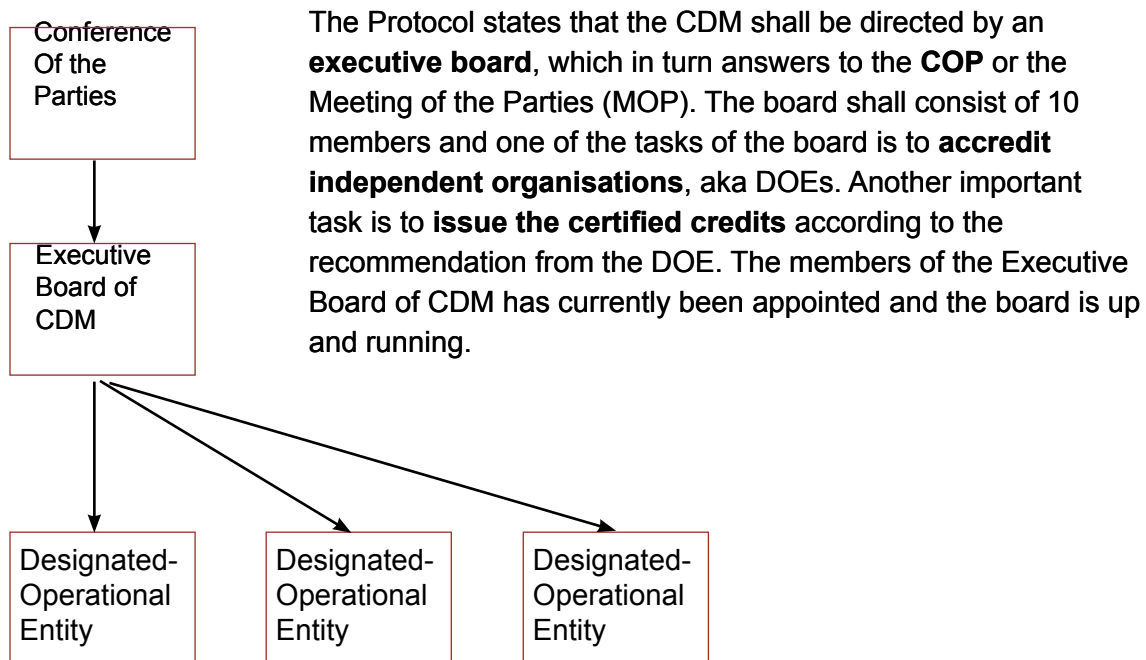 Conference
Of the
Parties
The Protocol states that the CDM shall be directed by an
executive board, which in turn answers to the COP or the
Meeting of the Parties (MOP). The board shall consist of 10
members and one of the tasks of the board is to accredit
independent organisations, aka DOEs. Another important
task is to issue the certified credits according to the
recommendation from the DOE. The members of the Executive
Board of CDM has currently been appointed and the board is up
and running.
Executive
Board of
CDM
Designated-
Operational
Entity
Designated-
Operational
Entity
Designated-
Operational
Entity